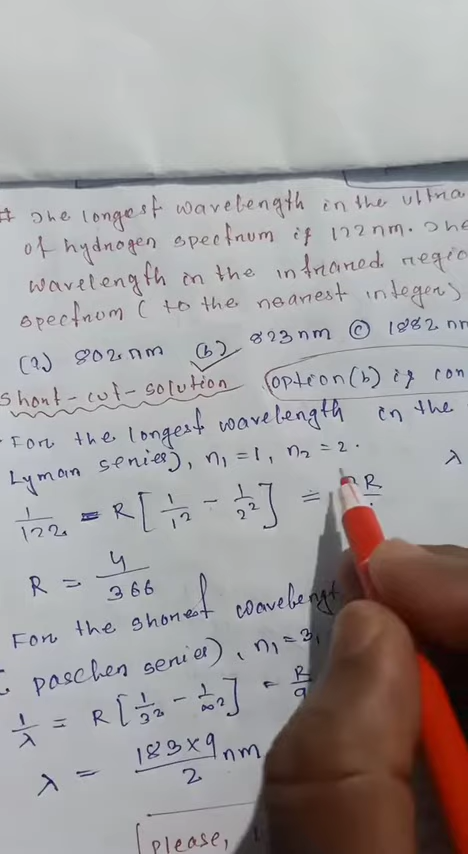 # The longest wavelength in the ultra
of hydrogen spectrum is 122 nm. The
wavelength in the infrared regio
spectrum (to the nearest integer)
(a) 802 nm (b) 823 nm (c) 1882 nm
Short-cut-solution option(b) is corr
For the longest wavelength in the
Lyman series), n₁ = 1, n₂ = 2. λ
1/122 = R[1/1² - 1/2²] = R
R = 4/366
For the shortest wavelengt
paschen series), n₁ = 3,
1/λ = R[1/3² - 1/∞²] = R/9
λ = 183×9/2 nm
please,